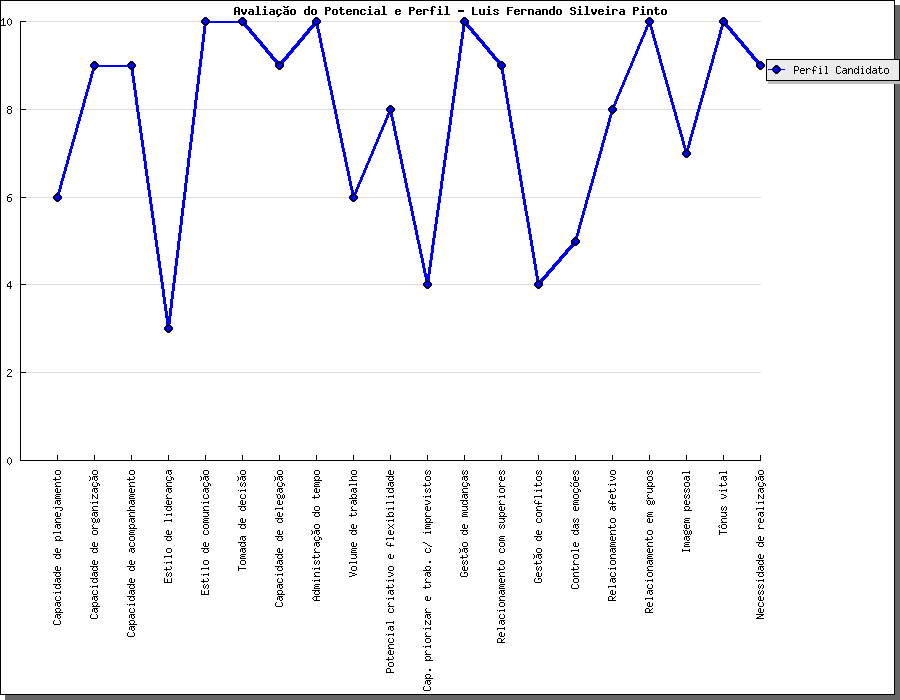 Avaliação do Potencial e Perfil - Luis Fernando Silveira Pinto
10
8
6
4
2
0
Perfil Candidato
Capacidade de planejamento
Capacidade de organização
Capacidade de acompanhamento
Estilo de liderança
Estilo de comunicação
Tomada de decisão
Capacidade de delegação
Administração do tempo
Volume de trabalho
Potencial criativo e flexibilidade
Cap. priorizar e trab. c/ imprevistos
Gestão de mudanças
Relacionamento com superiores
Gestão de conflitos
Controle das emoções
Relacionamento afetivo
Relacionamento em grupos
Imagem pessoal
Tônus vital
Necessidade de realização